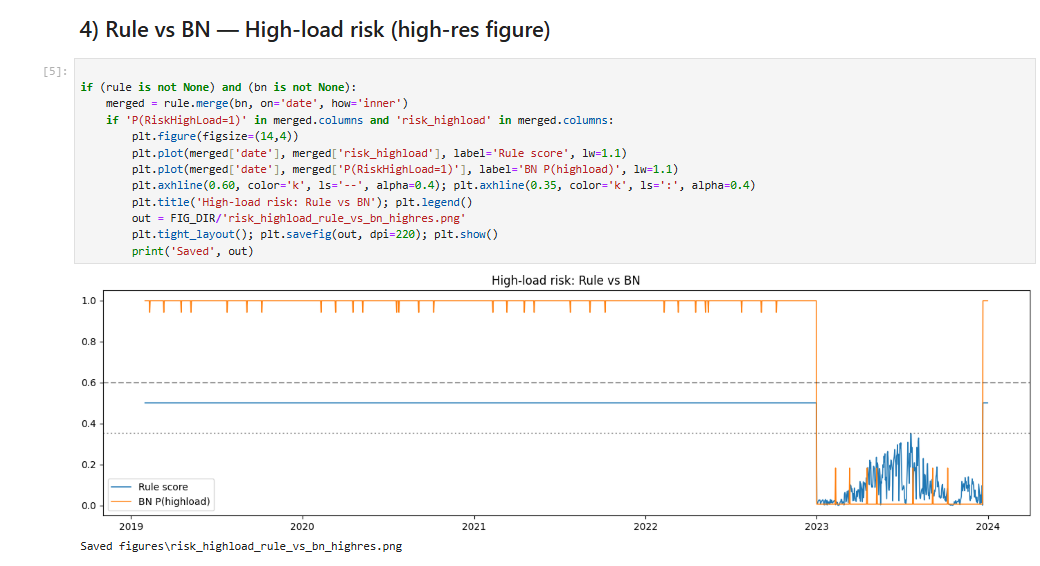 4) Rule vs BN — High-load risk (high-res figure)
[5]:
if (rule is not None) and (bn is not None):
    merged = rule.merge(bn, on='date', how='inner')
    if 'P(RiskHighLoad=1)' in merged.columns and 'risk_highload' in merged.columns:
        plt.figure(figsize=(14,4))
        plt.plot(merged['date'], merged['risk_highload'], label='Rule score', lw=1.1)
        plt.plot(merged['date'], merged['P(RiskHighLoad=1)'], label='BN P(highload)', lw=1.1)
        plt.axhline(0.60, color='k', ls='--', alpha=0.4); plt.axhline(0.35, color='k', ls=':', alpha=0.4)
        plt.title('High-load risk: Rule vs BN'); plt.legend()
        out = FIG_DIR/'risk_highload_rule_vs_bn_highres.png'
        plt.tight_layout(); plt.savefig(out, dpi=220); plt.show()
        print('Saved', out)
High-load risk: Rule vs BN
1.0
0.8
0.6
0.4
0.2
0.0
Rule score
BN P(highload)
2019 2020 2021 2022 2023 2024
Saved figures\risk_highload_rule_vs_bn_highres.png